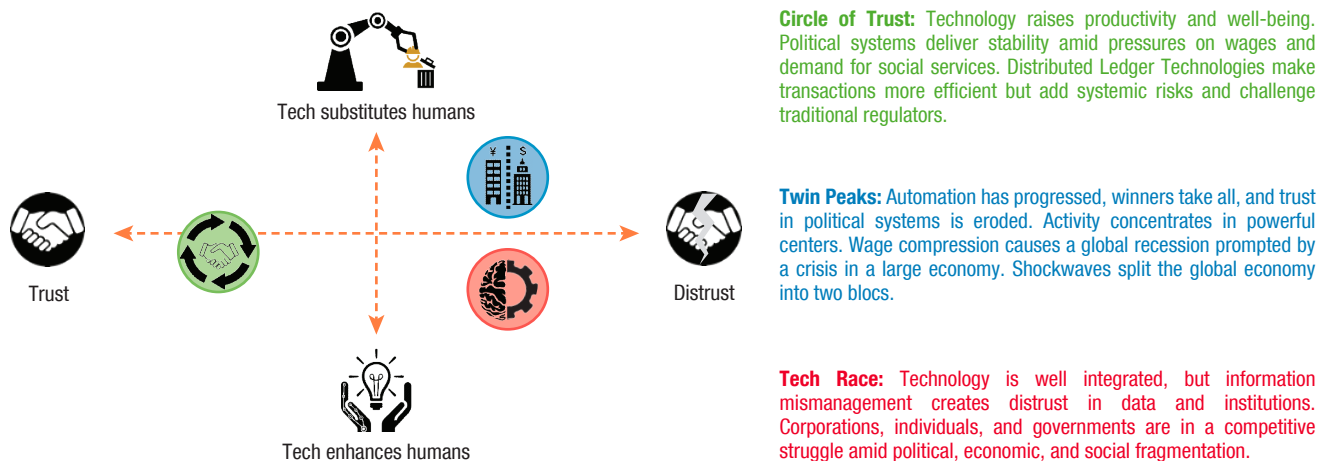 Tech substitutes humans
¥ $
Trust
Distrust
Tech enhances humans
Circle of Trust: Technology raises productivity and well-being.
Political systems deliver stability amid pressures on wages and
demand for social services. Distributed Ledger Technologies make
transactions more efficient but add systemic risks and challenge
traditional regulators.
Twin Peaks: Automation has progressed, winners take all, and trust
in political systems is eroded. Activity concentrates in powerful
centers. Wage compression causes a global recession prompted by
a crisis in a large economy. Shockwaves split the global economy
into two blocs.
Tech Race: Technology is well integrated, but information
mismanagement creates distrust in data and institutions.
Corporations, individuals, and governments are in a competitive
struggle amid political, economic, and social fragmentation.